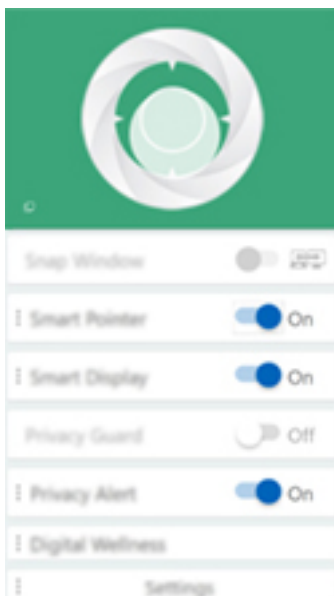 Snap Window
Smart Pointer On
Smart Display On
Privacy Guard Off
Privacy Alert On
Digital Wellness
Settings